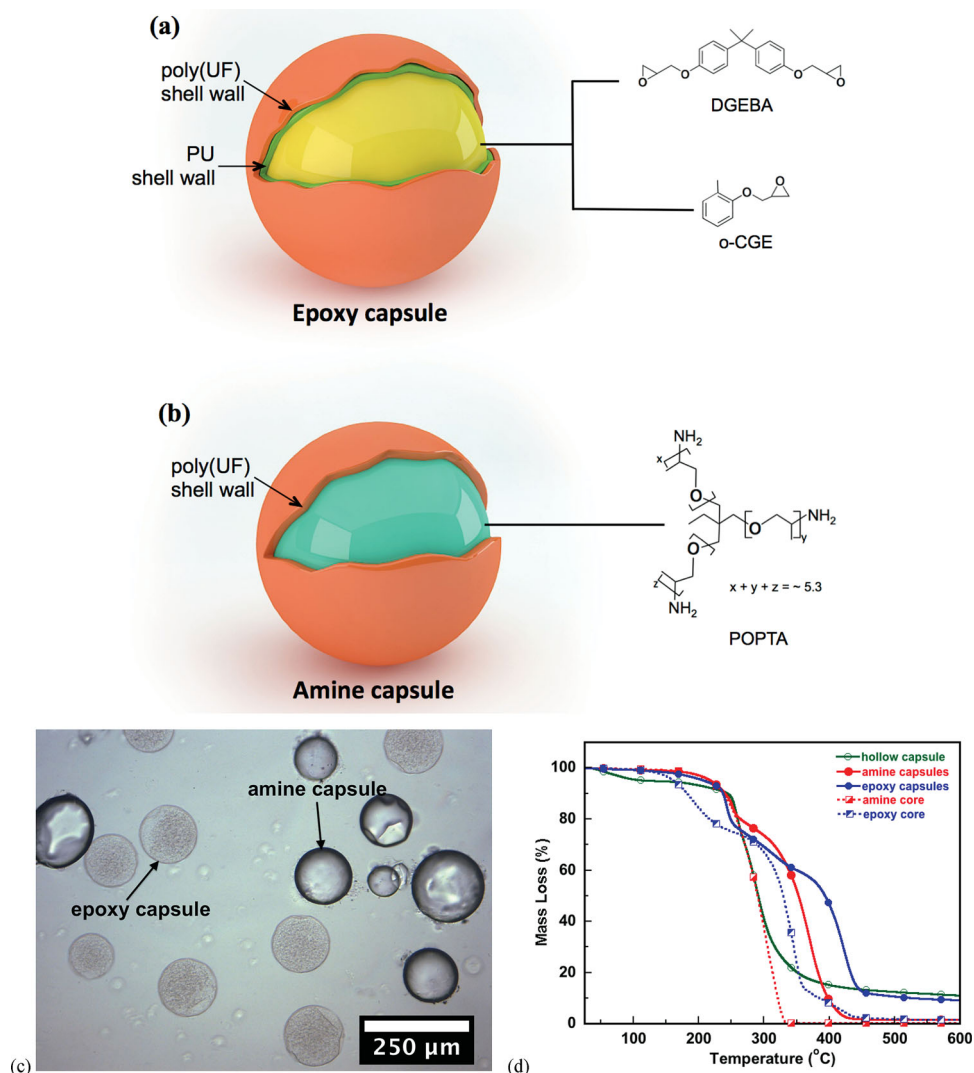 (a)
poly(UF)
shell wall
PU
shell wall
Epoxy capsule
O
O
O
O
DGEBA
O
O
o-CGE
(b)
poly(UF)
shell wall
Amine capsule
NH2
x
O
O
NH2
y
O
z
NH2
x + y + z = ~ 5.3
POPTA
amine capsule
epoxy capsule
250 µm
(c)
hollow capsule
amine capsules
epoxy capsules
amine core
epoxy core
Mass Loss (%)
100
80
60
40
20
0
100 200 300 400 500 600
Temperature (oC)
(d)